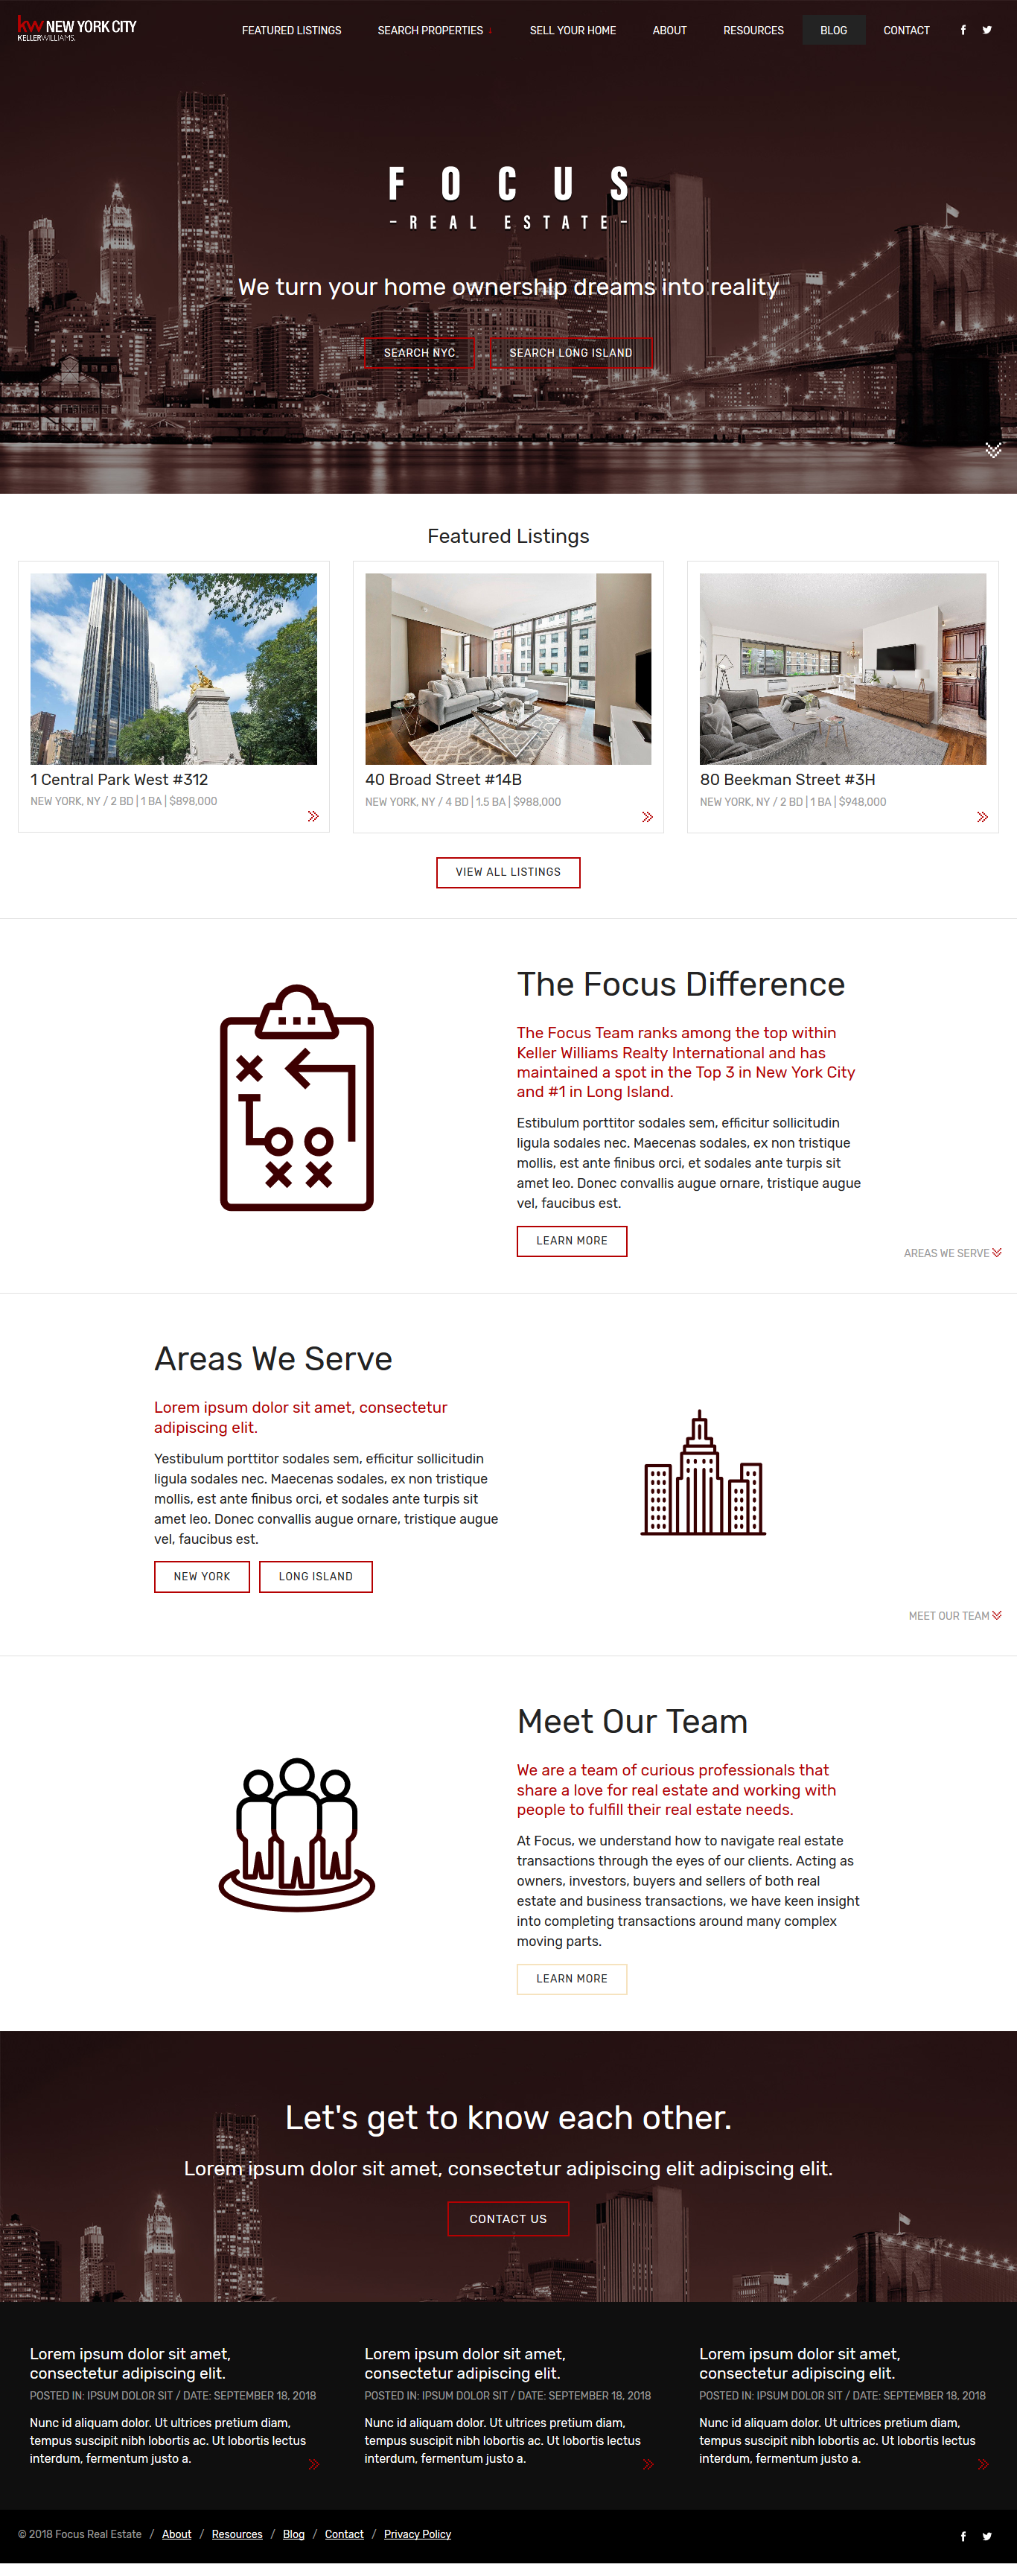 kw NEW YORK CITY
KELLERWILLIAMS.
FEATURED LISTINGS
SEARCH PROPERTIES
SELL YOUR HOME
ABOUT
RESOURCES
BLOG
CONTACT
FOCUS
- REAL ESTATE -
We turn your home ownership dreams into reality
SEARCH NYC
SEARCH LONG ISLAND
Featured Listings
1 Central Park West #312
NEW YORK, NY / 2 BD | 1 BA | $898,000
40 Broad Street #14B
NEW YORK, NY / 4 BD | 1.5 BA | $988,000
80 Beekman Street #3H
NEW YORK, NY / 2 BD | 1 BA | $948,000
VIEW ALL LISTINGS
The Focus Difference
The Focus Team ranks among the top within
Keller Williams Realty International and has
maintained a spot in the Top 3 in New York City
and #1 in Long Island.
Estibulum porttitor sodales sem, efficitur sollicitudin
ligula sodales nec. Maecenas sodales, ex non tristique
mollis, est ante finibus orci, et sodales ante turpis sit
amet leo. Donec convallis augue ornare, tristique augue
vel, faucibus est.
LEARN MORE
AREAS WE SERVE
Areas We Serve
Lorem ipsum dolor sit amet, consectetur
adipiscing elit.
Yestibulum porttitor sodales sem, efficitur sollicitudin
ligula sodales nec. Maecenas sodales, ex non tristique
mollis, est ante finibus orci, et sodales ante turpis sit
amet leo. Donec convallis augue ornare, tristique augue
vel, faucibus est.
NEW YORK
LONG ISLAND
MEET OUR TEAM
Meet Our Team
We are a team of curious professionals that
share a love for real estate and working with
people to fulfill their real estate needs.
At Focus, we understand how to navigate real estate
transactions through the eyes of our clients. Acting as
owners, investors, buyers and sellers of both real
estate and business transactions, we have keen insight
into completing transactions around many complex
moving parts.
LEARN MORE
Let's get to know each other.
Lorem ipsum dolor sit amet, consectetur adipiscing elit adipiscing elit.
CONTACT US
Lorem ipsum dolor sit amet,
consectetur adipiscing elit.
POSTED IN: IPSUM DOLOR SIT / DATE: SEPTEMBER 18, 2018
Nunc id aliquam dolor. Ut ultrices pretium diam,
tempus suscipit nibh lobortis ac. Ut lobortis lectus
interdum, fermentum justo a.
Lorem ipsum dolor sit amet,
consectetur adipiscing elit.
POSTED IN: IPSUM DOLOR SIT / DATE: SEPTEMBER 18, 2018
Nunc id aliquam dolor. Ut ultrices pretium diam,
tempus suscipit nibh lobortis ac. Ut lobortis lectus
interdum, fermentum justo a.
Lorem ipsum dolor sit amet,
consectetur adipiscing elit.
POSTED IN: IPSUM DOLOR SIT / DATE: SEPTEMBER 18, 2018
Nunc id aliquam dolor. Ut ultrices pretium diam,
tempus suscipit nibh lobortis ac. Ut lobortis lectus
interdum, fermentum justo a.
© 2018 Focus Real Estate / About / Resources / Blog / Contact / Privacy Policy